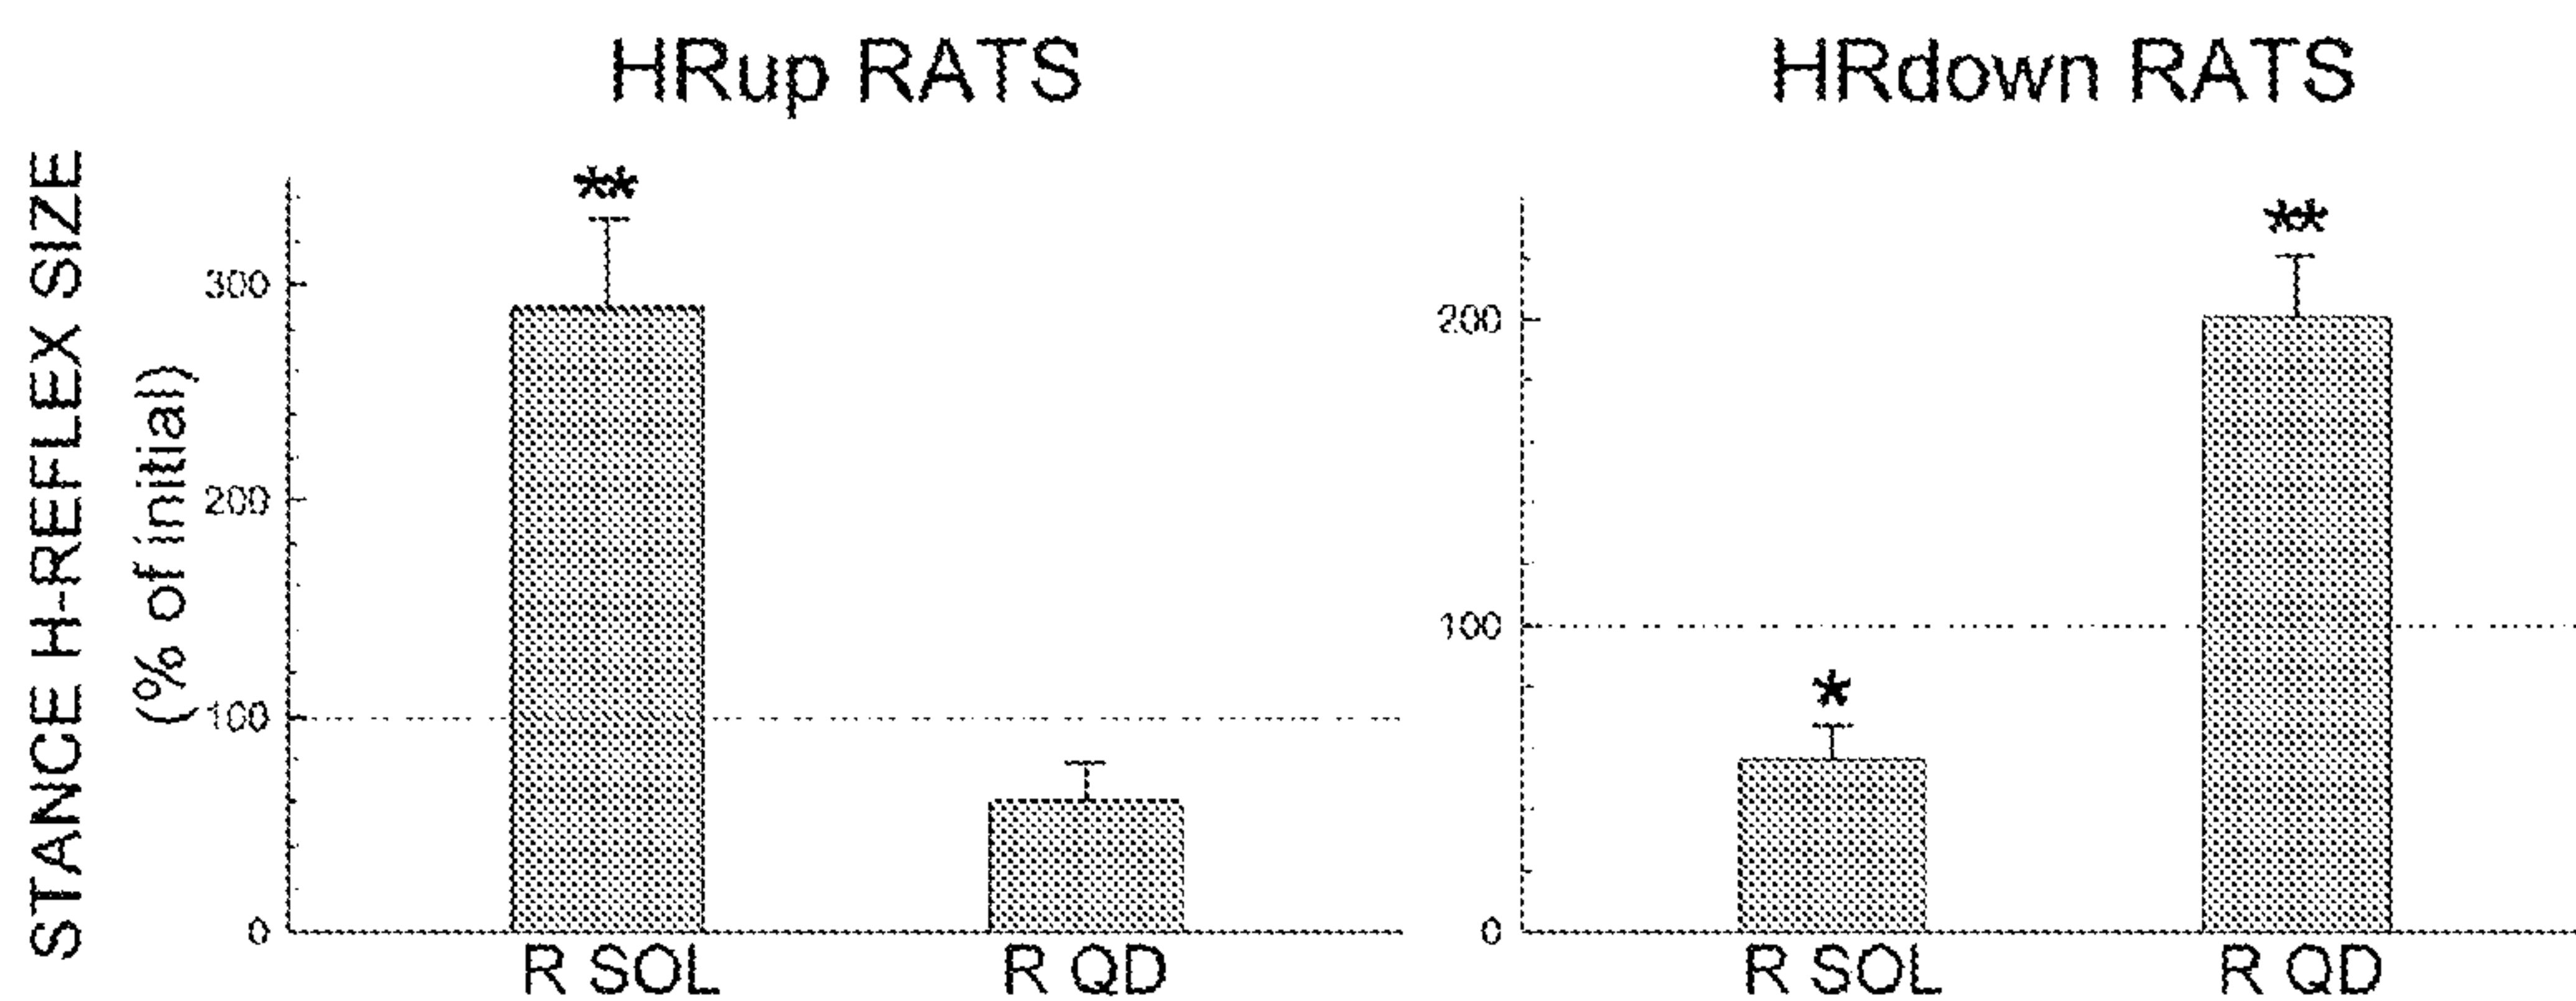 HRup RATS
HRdown RATS
STANCE H-REFLEX SIZE
(% of initial)
**
300
200
100
0
R SOL
R QD
**
*
200
100
0
R SOL
R QD